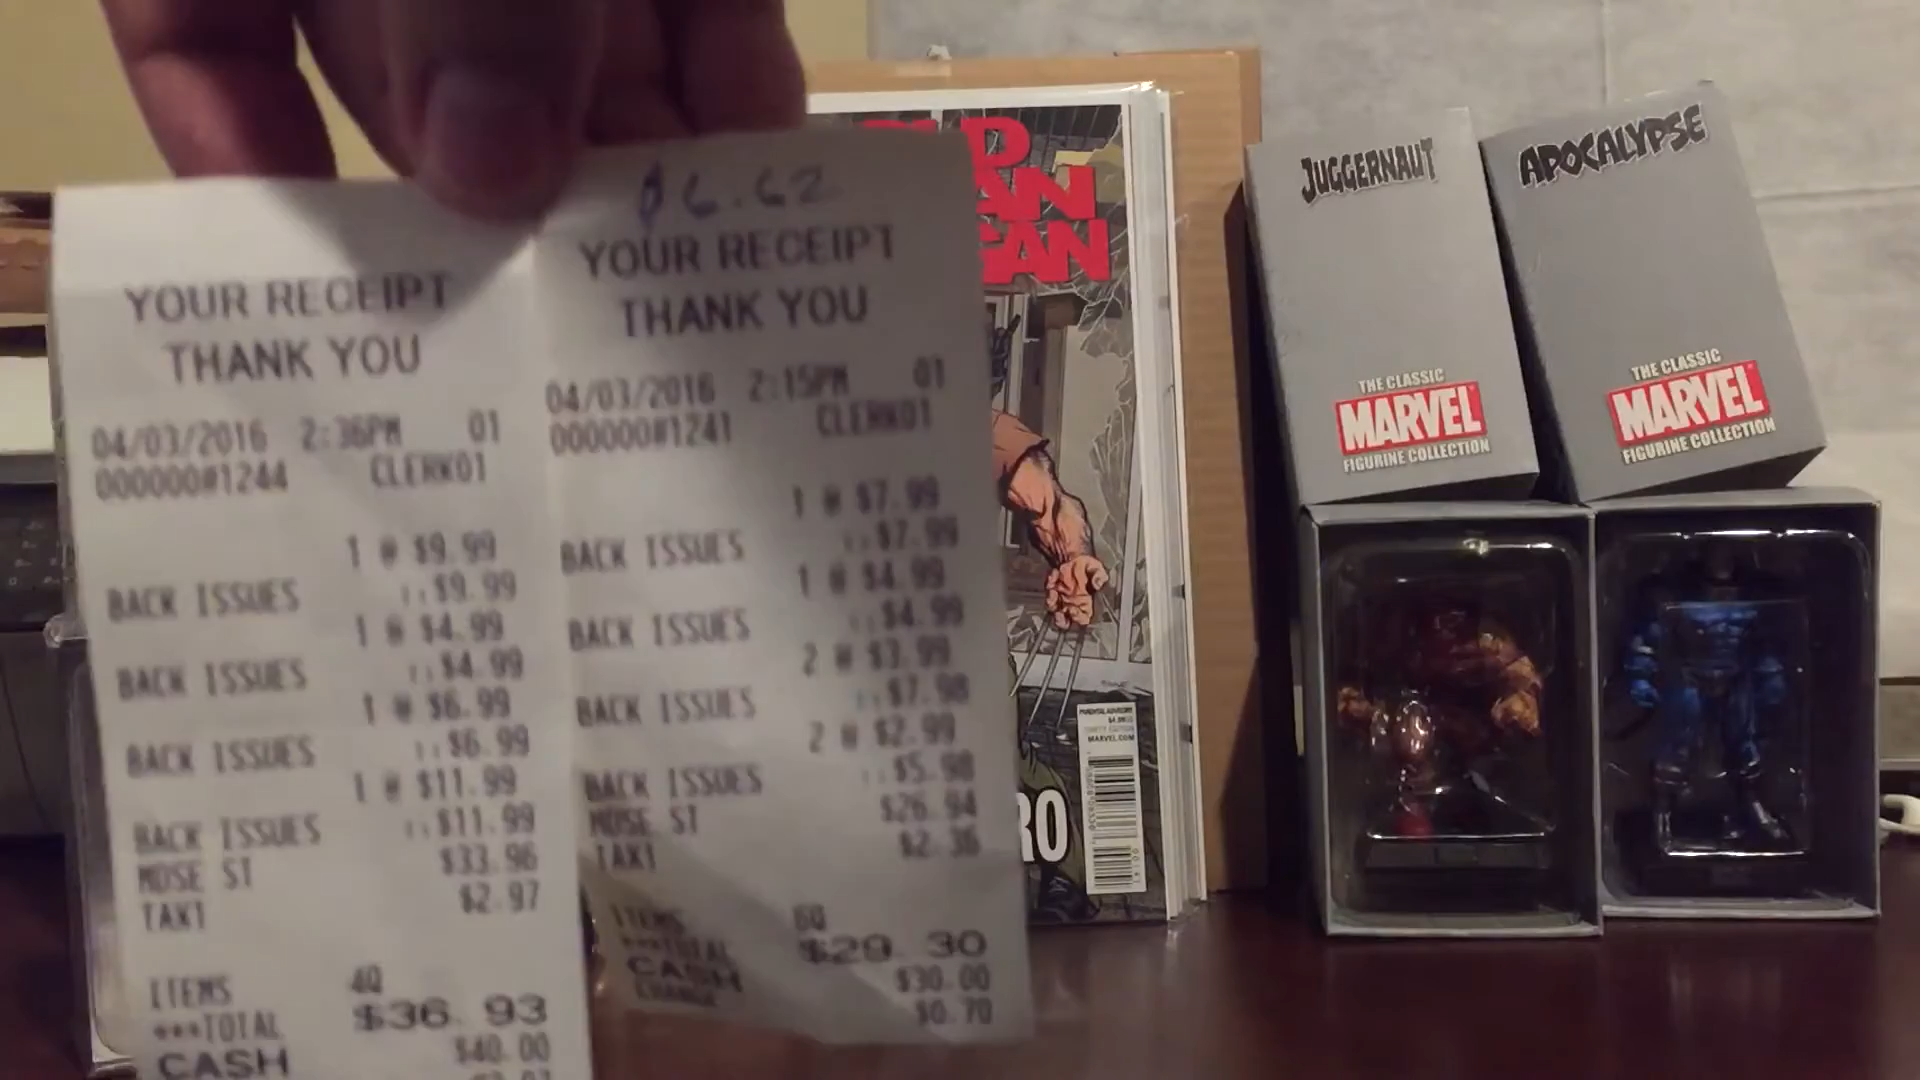 YOUR RECEIPT
THANK YOU
04/03/2016 2:36PM 01
000000#1244 CLERK01
1 @ $9.99
BACK ISSUES $9.99
1 @ $4.99
BACK ISSUES $4.99
1 @ $6.99
BACK ISSUES $6.99
1 @ $11.99
BACK ISSUES $11.99
MDSE ST $33.96
TAX1 $2.97
ITEMS 4Q
***TOTAL $36.93
CASH $40.00
$6.62
YOUR RECEIPT
THANK YOU
04/03/2016 2:15PM 01
000000#1241 CLERK01
1 @ $7.99
BACK ISSUES $7.99
1 @ $4.99
BACK ISSUES $4.99
2 @ $3.99
BACK ISSUES $7.98
2 @ $2.99
BACK ISSUES $5.98
MDSE ST $26.94
TAX1 $2.36
ITEMS 6Q
***TOTAL $29.30
CASH $30.00
CHANGE $0.70
PARENTAL ADVISORY
MARVEL.COM
RO
JUGGERNAUT
THE CLASSIC
MARVEL
FIGURINE COLLECTION
APOCALYPSE
THE CLASSIC
MARVEL
FIGURINE COLLECTION